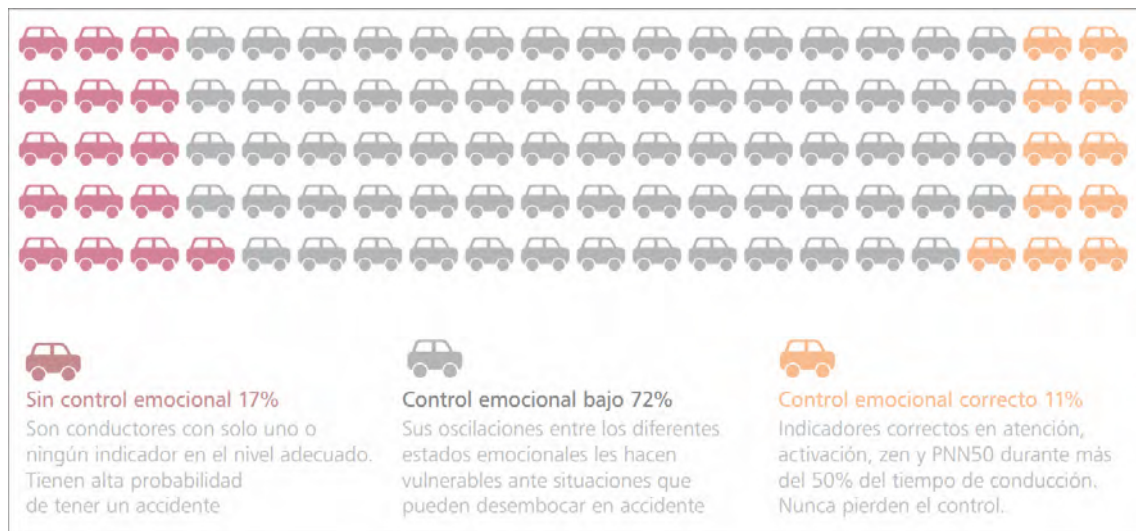 Sin control emocional 17%
Son conductores con solo uno o
ningún indicador en el nivel adecuado.
Tienen alta probabilidad
de tener un accidente
Control emocional bajo 72%
Sus oscilaciones entre los diferentes
estados emocionales les hacen
vulnerables ante situaciones que
pueden desembocar en accidente
Control emocional correcto 11%
Indicadores correctos en atención,
activación, zen y PNN50 durante más
del 50% del tiempo de conducción.
Nunca pierden el control.